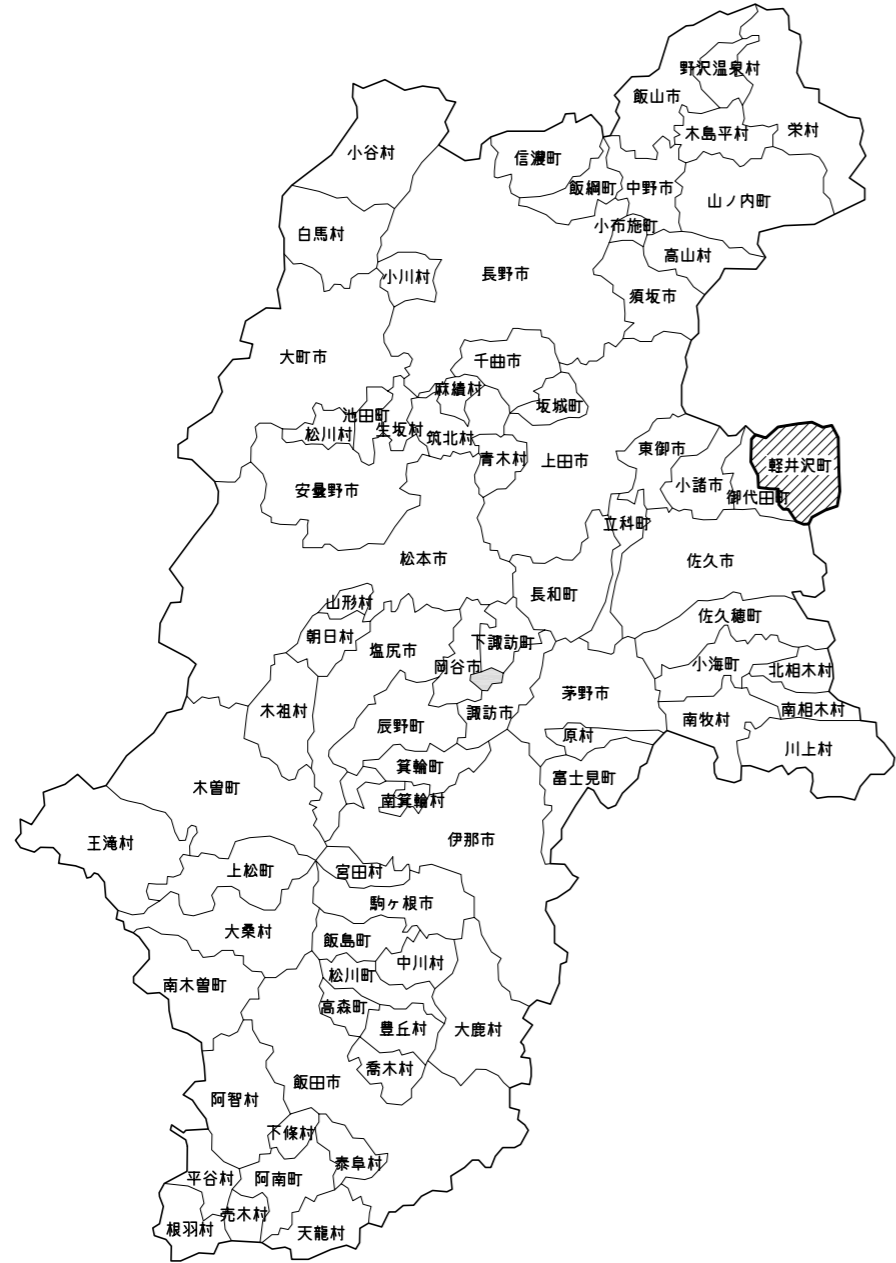 野沢温泉村
飯山市
木島平村
栄村
小谷村
信濃町
飯綱町
中野市
山ノ内町
白馬村
小布施町
高山村
小川村
長野市
須坂市
大町市
千曲市
麻績村
坂城町
池田町
松川村
生坂村
筑北村
青木村
上田市
東御市
軽井沢町
小諸市
御代田町
安曇野市
立科町
松本市
佐久市
長和町
山形村
朝日村
塩尻市
下諏訪町
岡谷市
佐久穂町
小海町
北相木村
茅野市
木祖村
辰野町
諏訪市
南牧村
南相木村
原村
川上村
箕輪町
富士見町
木曽町
南箕輪村
王滝村
伊那市
上松町
宮田村
駒ヶ根市
大桑村
飯島町
中川村
南木曽町
松川町
高森町
豊丘村
大鹿村
喬木村
飯田市
阿智村
下條村
泰阜村
平谷村
阿南町
売木村
根羽村
天龍村